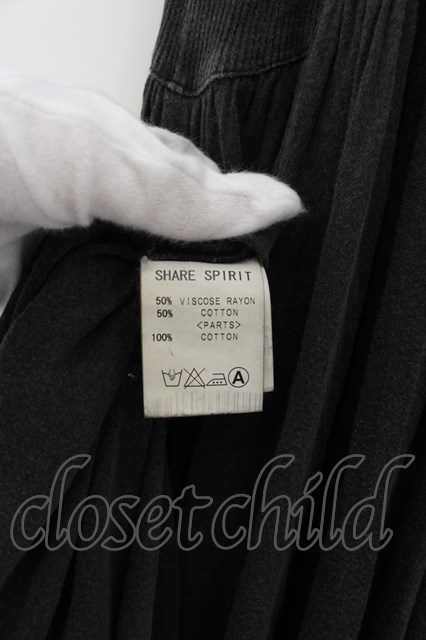 SHARE SPIRIT
50% VISCOSE RAYON
50% COTTON
<PARTS>
100% COTTON
A
closetchild